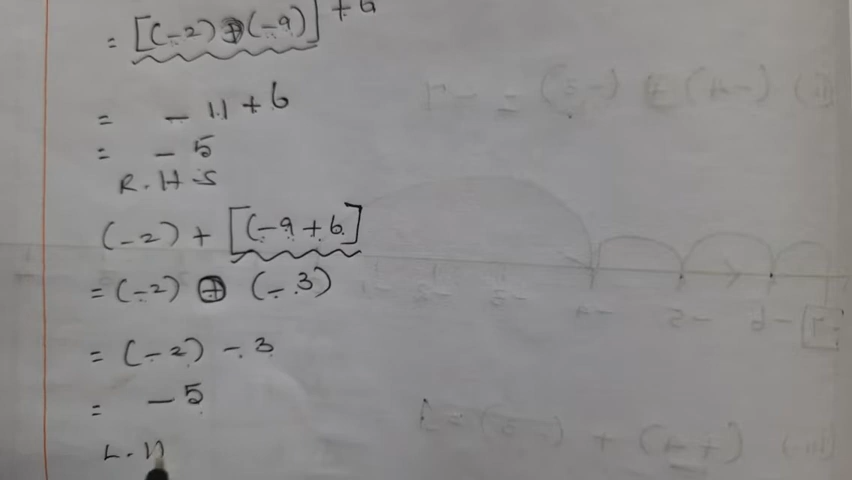 = [(-2) + (-9)] + 6
= - 11 + 6
= - 5
R.H.S
(-2) + [(-9 + 6]
= (-2) + (-3)
= (-2) - 3
= - 5
L.H